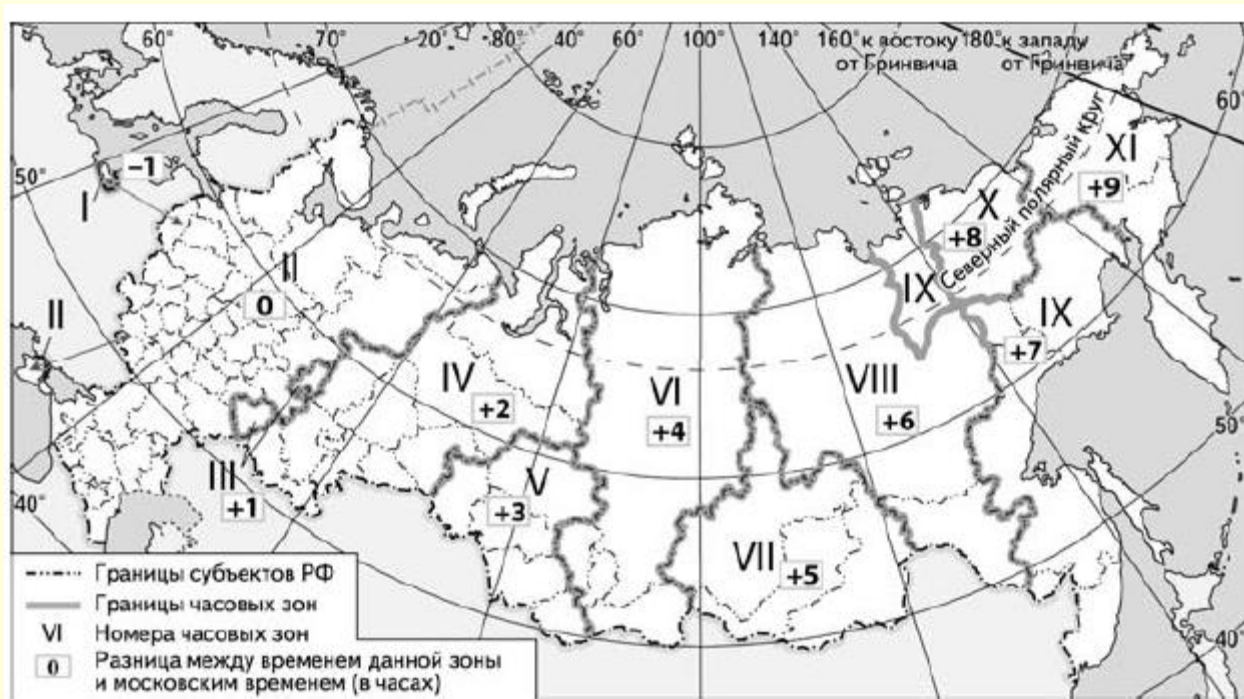 60°
70°
20°
60°
40°
100°
140°
160° к востоку
от Гринвича
180° к западу
от Гринвича
60°
50°
-1
I
Северный полярный круг
XI
+9
X
+8
II
0
IX
II
IX
+7
IV
+2
VI
+4
VIII
+6
50°
III
+1
V
+3
40°
VII
+5
40°
Границы субъектов РФ
Границы часовых зон
VI Номера часовых зон
0 Разница между временем данной зоны
и московским временем (в часах)